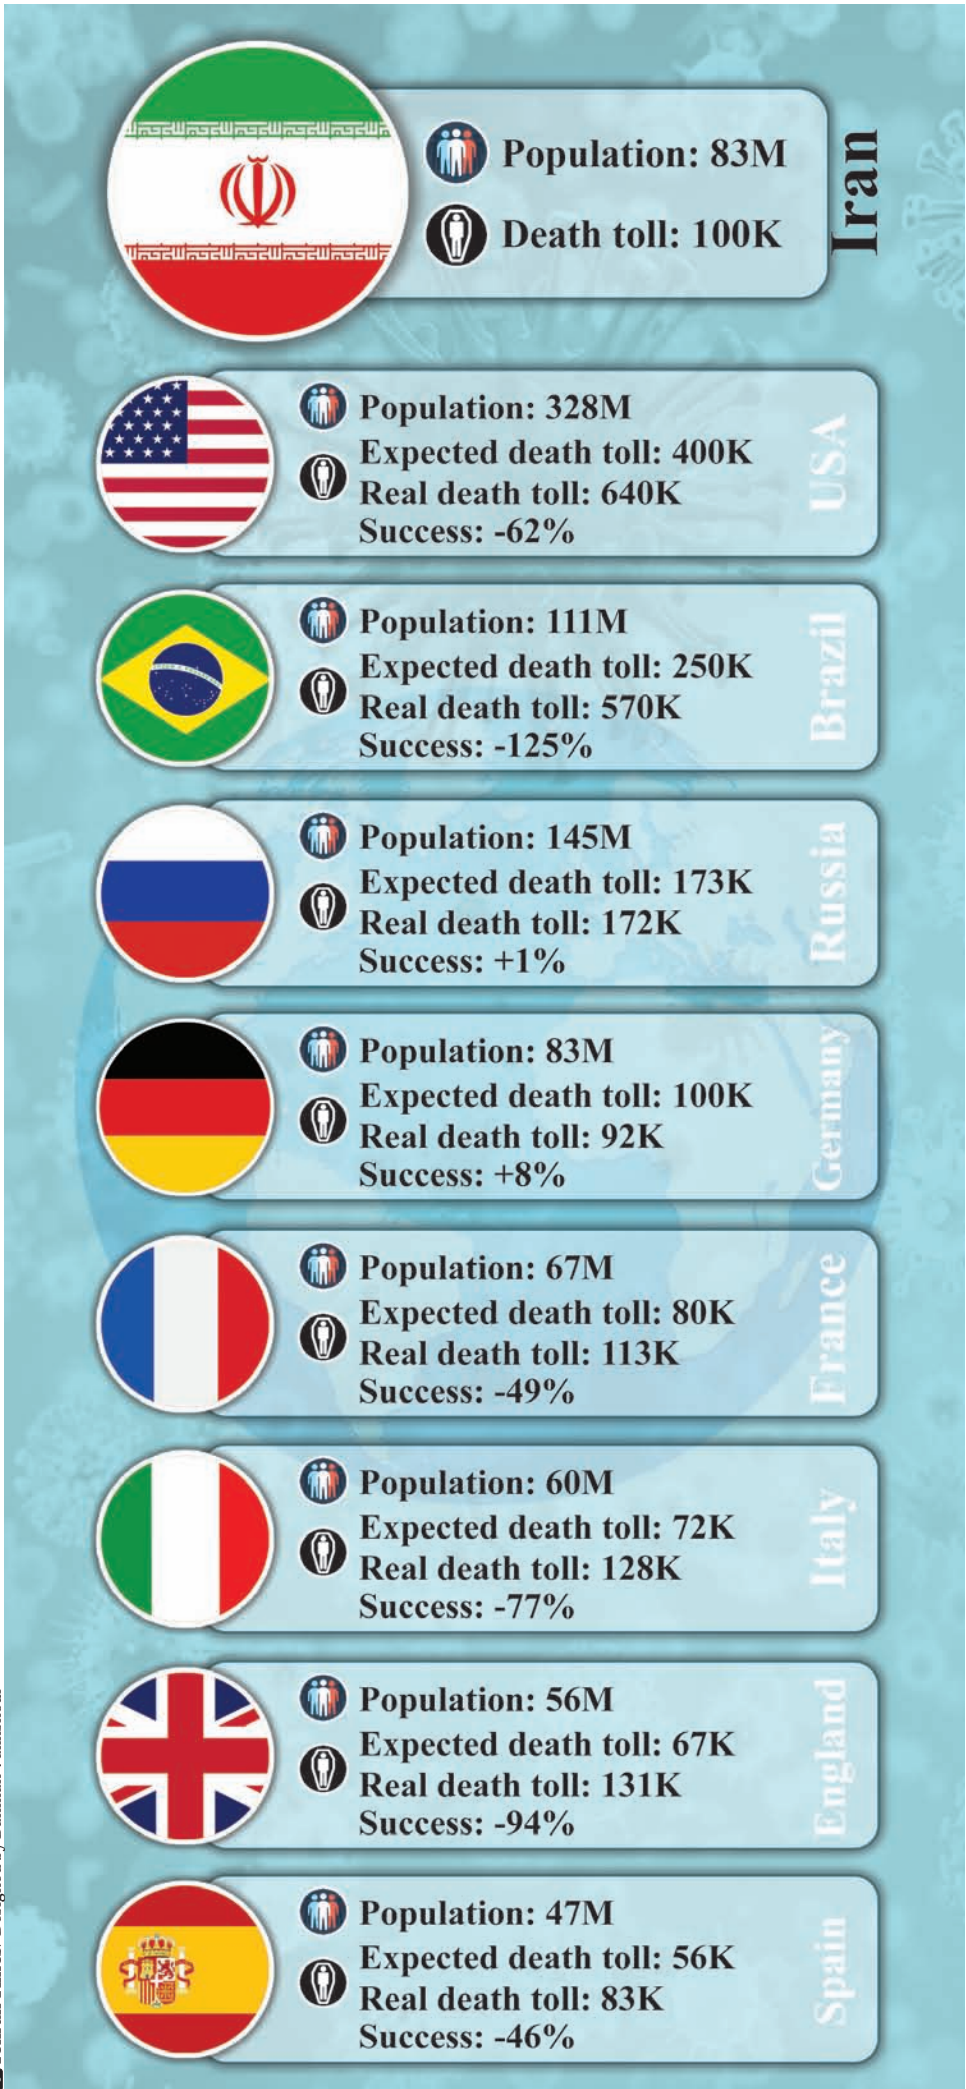 Population: 83M
Death toll: 100K
Iran
Population: 328M
Expected death toll: 400K
Real death toll: 640K
Success: -62%
USA
Population: 111M
Expected death toll: 250K
Real death toll: 570K
Success: -125%
Brazil
Population: 145M
Expected death toll: 173K
Real death toll: 172K
Success: +1%
Russia
Population: 83M
Expected death toll: 100K
Real death toll: 92K
Success: +8%
Germany
Population: 67M
Expected death toll: 80K
Real death toll: 113K
Success: -49%
France
Population: 60M
Expected death toll: 72K
Real death toll: 128K
Success: -77%
Italy
Population: 56M
Expected death toll: 67K
Real death toll: 131K
Success: -94%
England
Population: 47M
Expected death toll: 56K
Real death toll: 83K
Success: -46%
Spain